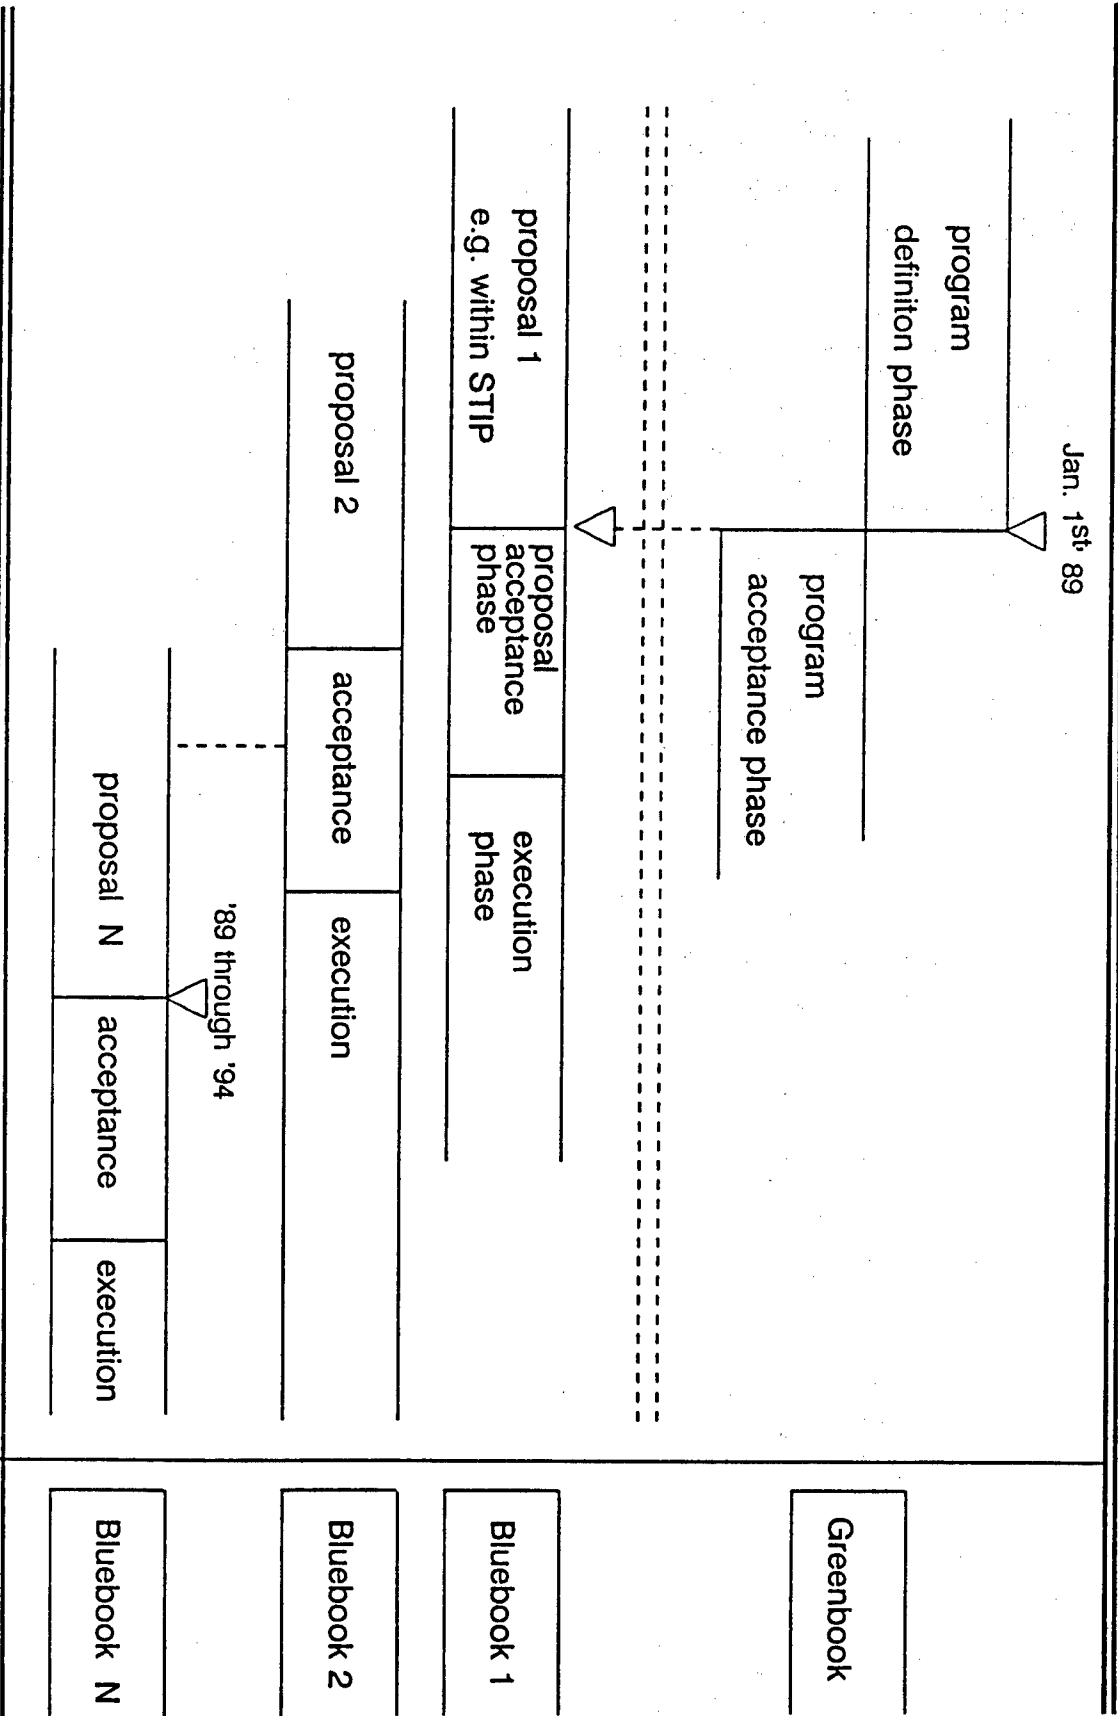 Jan. 1st, 89
program
definiton phase
program
acceptance phase
Greenbook
proposal 1
e.g. within STIP
proposal
acceptance
phase
execution
phase
Bluebook 1
proposal 2
acceptance
execution
Bluebook 2
'89 through '94
proposal N
acceptance
execution
Bluebook N